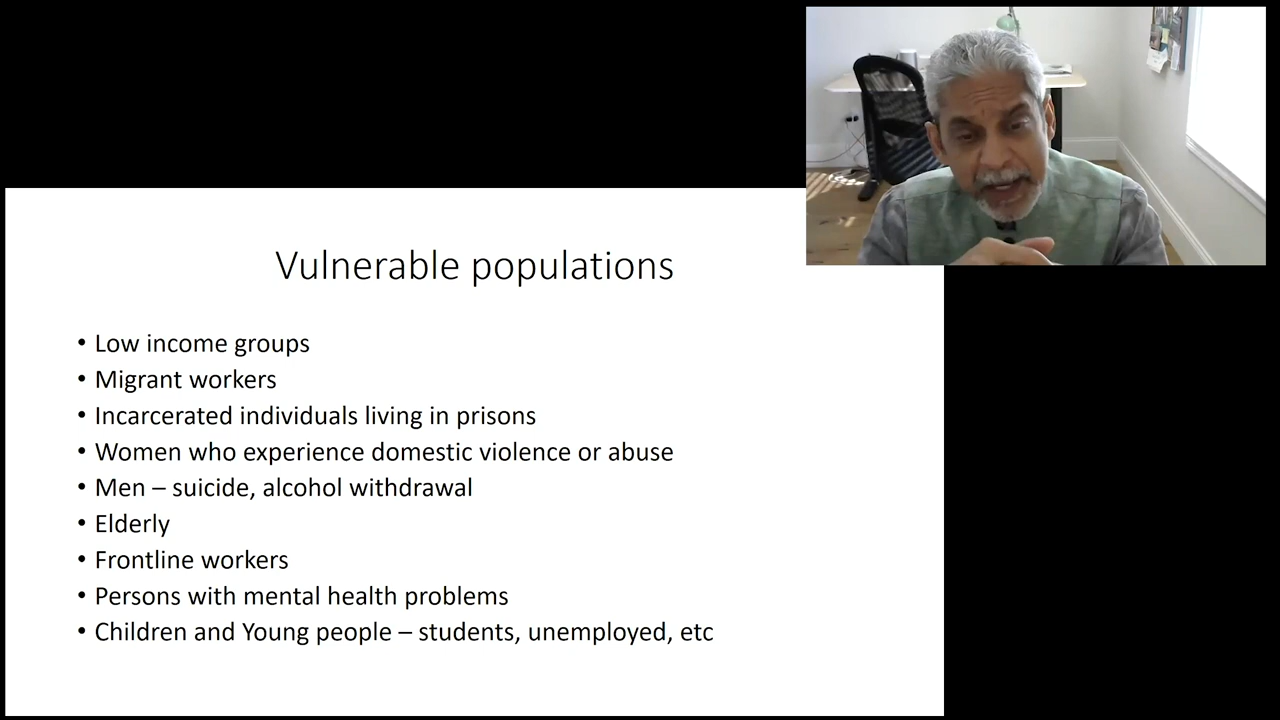 Vulnerable populations
• Low income groups
• Migrant workers
• Incarcerated individuals living in prisons
• Women who experience domestic violence or abuse
• Men – suicide, alcohol withdrawal
• Elderly
• Frontline workers
• Persons with mental health problems
• Children and Young people – students, unemployed, etc